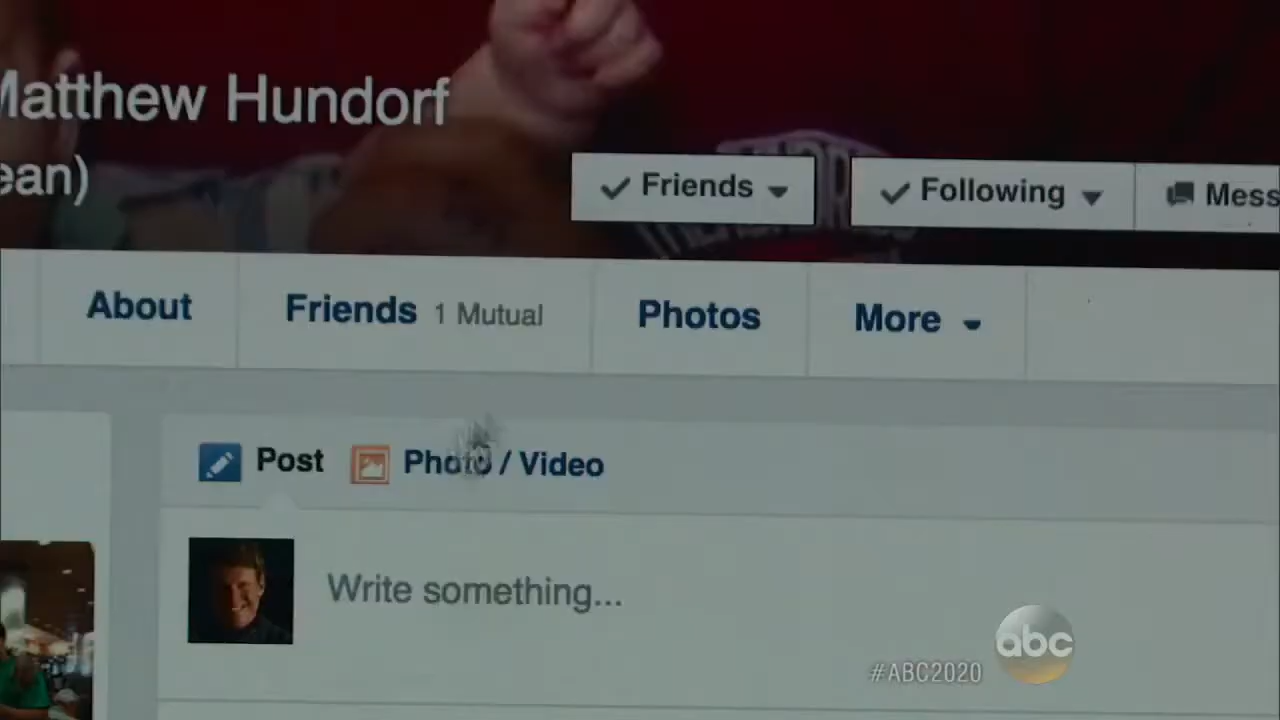 Matthew Hundorf
ean)
Friends
Following
Mess
About
Friends 1 Mutual
Photos
More
Post
Photo / Video
Write something...
abc
#ABC2020